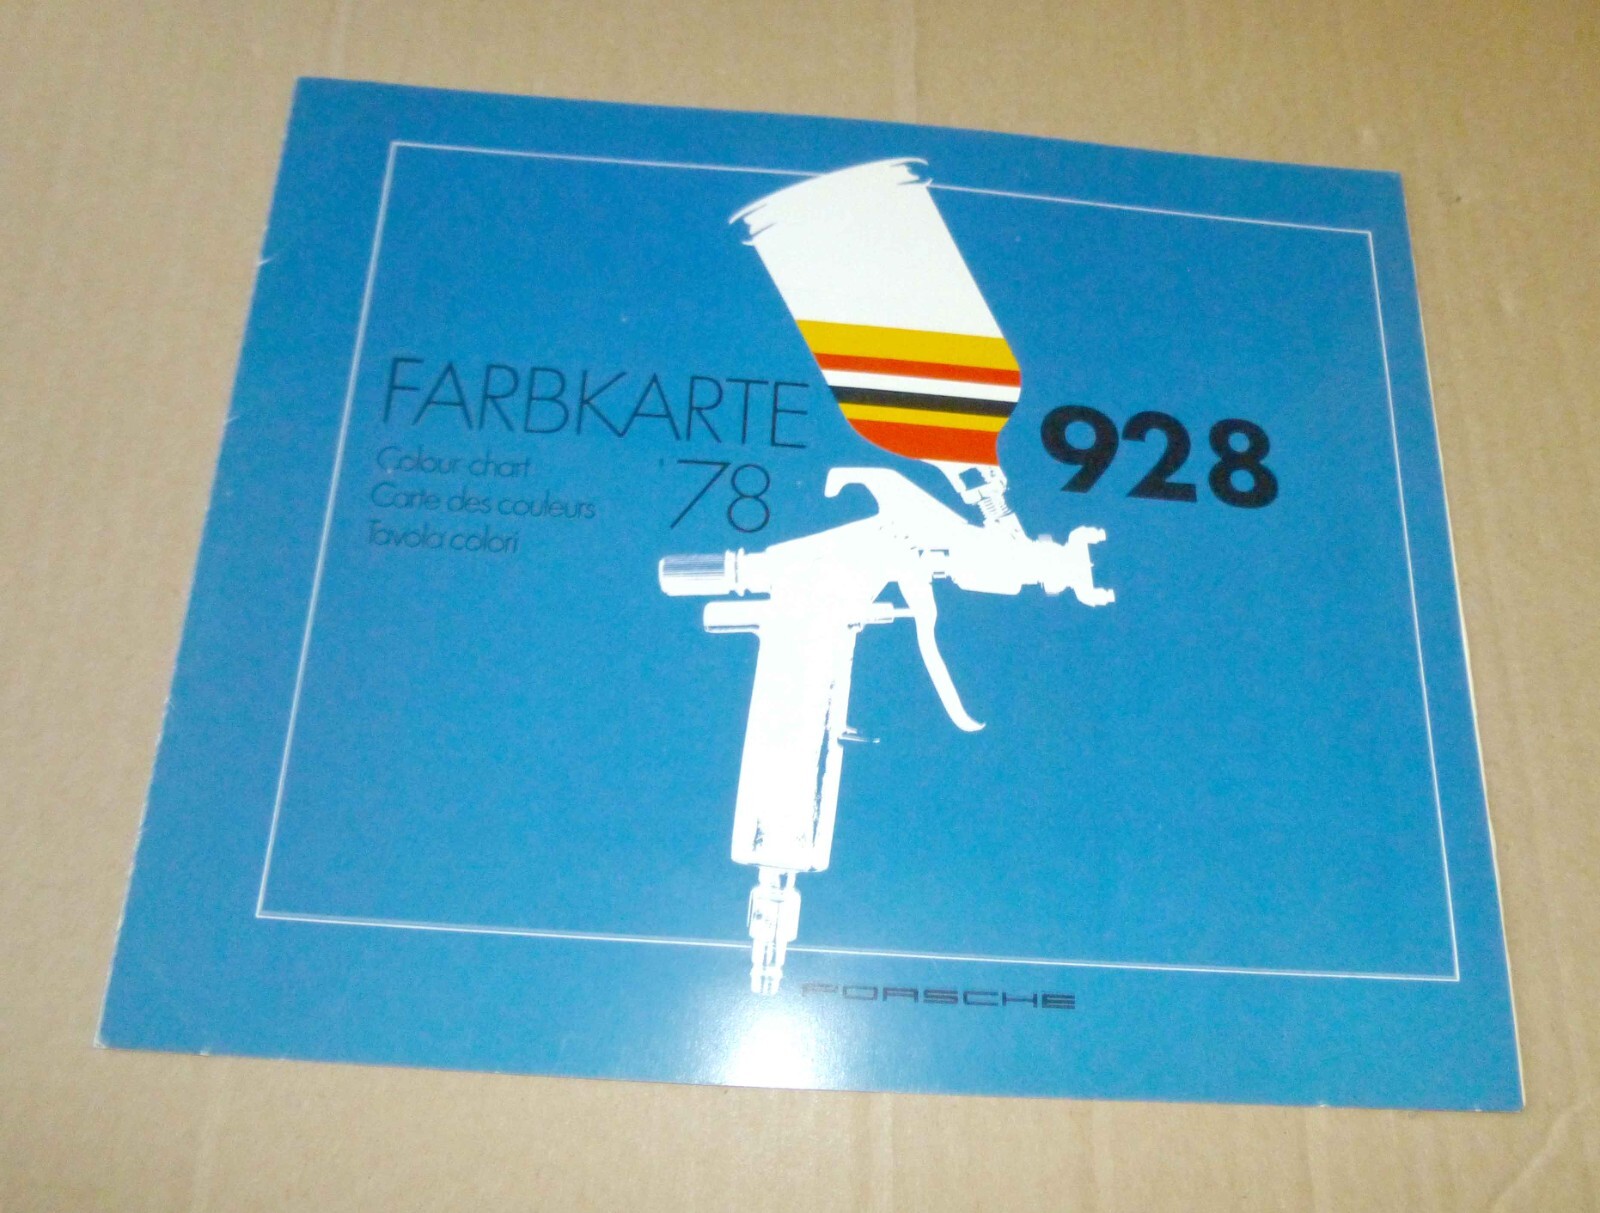 FARBKARTE
'78
Colour chart
Carte des couleurs
Tavola colori
928
PORSCHE